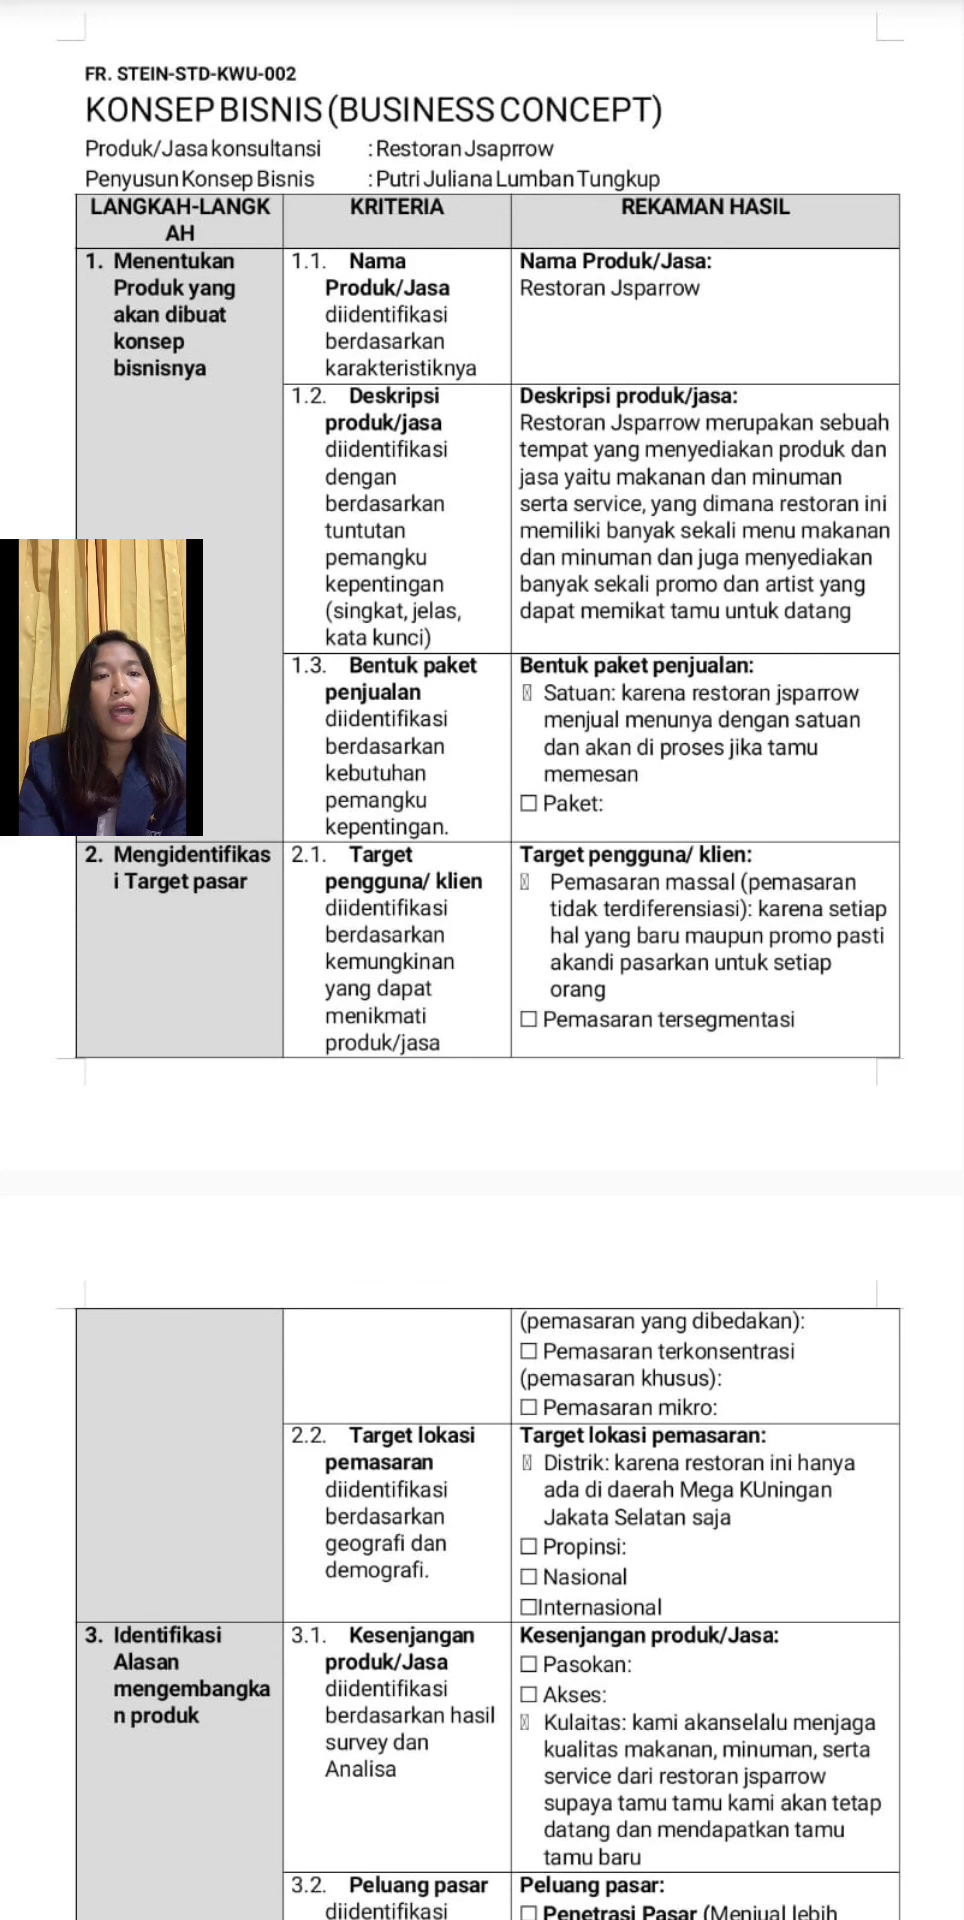 FR. STEIN-STD-KWU-002
KONSEP BISNIS (BUSINESS CONCEPT)
Produk/Jasa konsultansi : Restoran Jsaprrow
Penyusun Konsep Bisnis : Putri Juliana Lumban Tungkup
LANGKAH-LANGK
AH
KRITERIA
REKAMAN HASIL
1. Menentukan
Produk yang
akan dibuat
konsep
bisnisnya
1.1. Nama
Produk/Jasa
diidentifikasi
berdasarkan
karakteristiknya
Nama Produk/Jasa:
Restoran Jsparrow
1.2. Deskripsi
produk/jasa
diidentifikasi
dengan
berdasarkan
tuntutan
pemangku
kepentingan
(singkat, jelas,
kata kunci)
Deskripsi produk/jasa:
Restoran Jsparrow merupakan sebuah
tempat yang menyediakan produk dan
jasa yaitu makanan dan minuman
serta service, yang dimana restoran ini
memiliki banyak sekali menu makanan
dan minuman dan juga menyediakan
banyak sekali promo dan artist yang
dapat memikat tamu untuk datang
1.3. Bentuk paket
penjualan
diidentifikasi
berdasarkan
kebutuhan
pemangku
kepentingan.
Bentuk paket penjualan:
Satuan: karena restoran jsparrow
menjual menunya dengan satuan
dan akan di proses jika tamu
memesan
☐ Paket:
2. Mengidentifikas
i Target pasar
2.1. Target
pengguna/ klien
diidentifikasi
berdasarkan
kemungkinan
yang dapat
menikmati
produk/jasa
Target pengguna/ klien:
Pemasaran massal (pemasaran
tidak terdiferensiasi): karena setiap
hal yang baru maupun promo pasti
akandi pasarkan untuk setiap
orang
☐ Pemasaran tersegmentasi
(pemasaran yang dibedakan):
☐ Pemasaran terkonsentrasi
(pemasaran khusus):
☐ Pemasaran mikro:
2.2. Target lokasi
pemasaran
diidentifikasi
berdasarkan
geografi dan
demografi.
Target lokasi pemasaran:
Distrik: karena restoran ini hanya
ada di daerah Mega KUningan
Jakata Selatan saja
☐ Propinsi:
☐ Nasional
☐Internasional
3. Identifikasi
Alasan
mengembangka
n produk
3.1. Kesenjangan
produk/Jasa
diidentifikasi
berdasarkan hasil
survey dan
Analisa
Kesenjangan produk/Jasa:
☐ Pasokan:
☐ Akses:
Kulaitas: kami akanselalu menjaga
kualitas makanan, minuman, serta
service dari restoran jsparrow
supaya tamu tamu kami akan tetap
datang dan mendapatkan tamu
tamu baru
3.2. Peluang pasar
diidentifikasi
Peluang pasar:
☐ Penetrasi Pasar (Menjual lebih